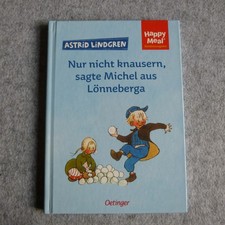 ASTRID LINDGREN
Happy
Meal
Nur nicht knausern,
sagte Michel aus
Lönneberga
Oetinger